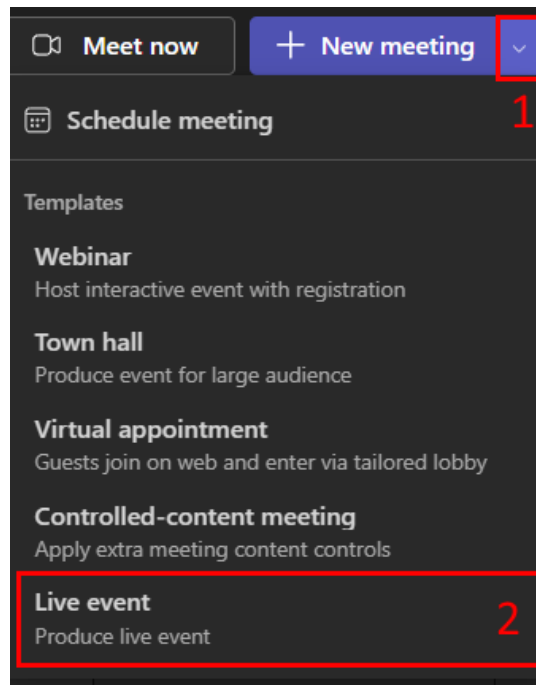 Meet now
New meeting
1
Schedule meeting
Templates
Webinar
Host interactive event with registration
Town hall
Produce event for large audience
Virtual appointment
Guests join on web and enter via tailored lobby
Controlled-content meeting
Apply extra meeting content controls
Live event
Produce live event
2